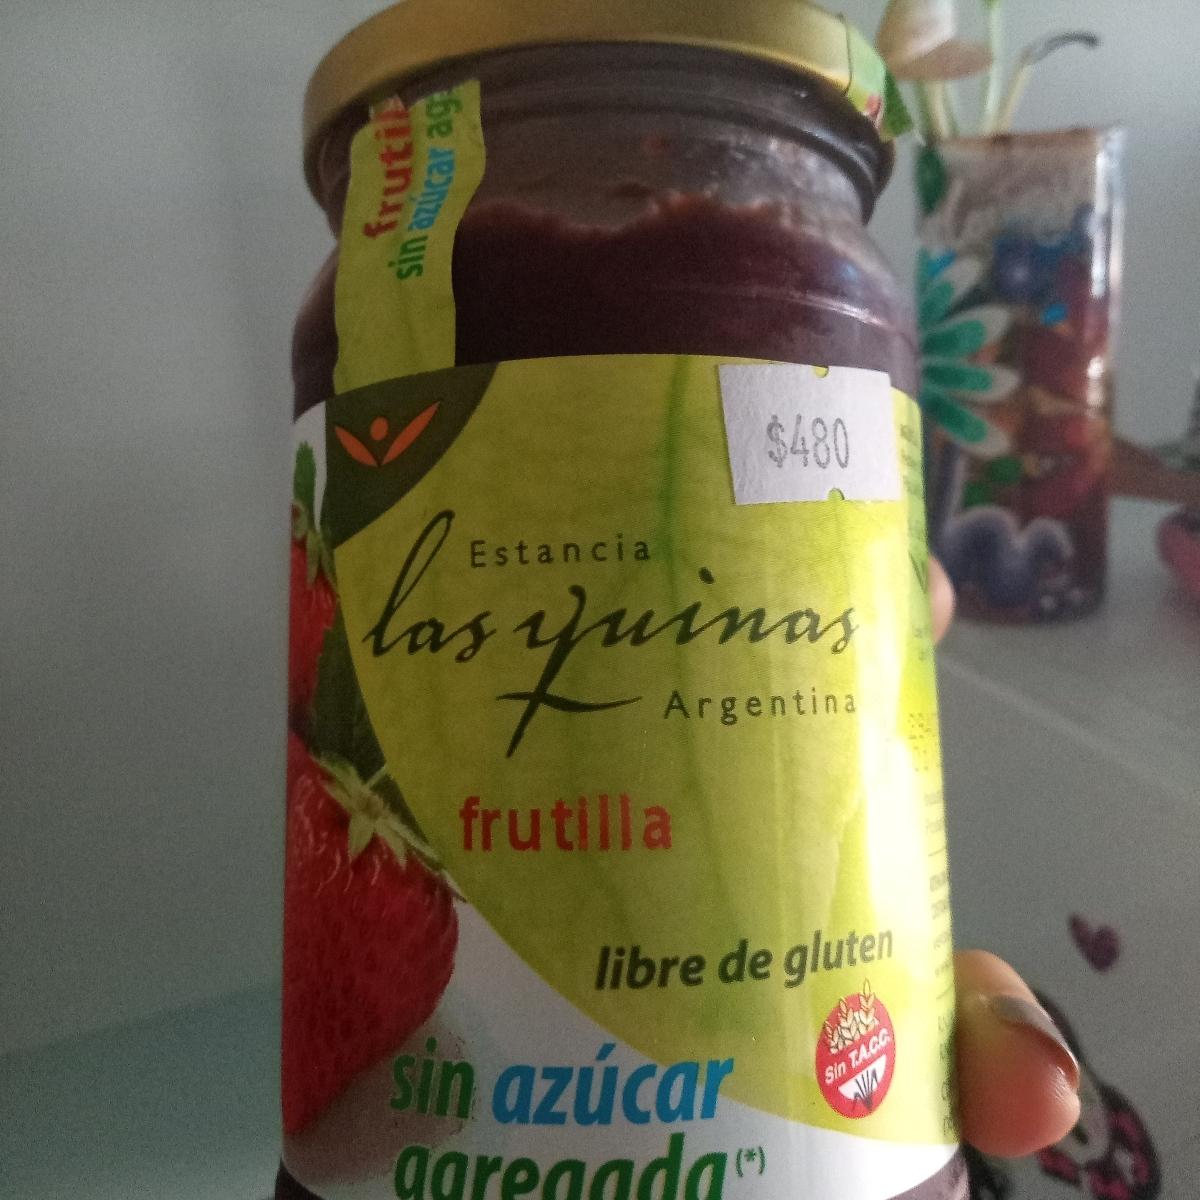 frutil
sin azúcar ag
$480
Estancia
las quinas
Argentina
frutilla
libre de gluten
Sin T.A.C.C.
sin azúcar
agregada(*)